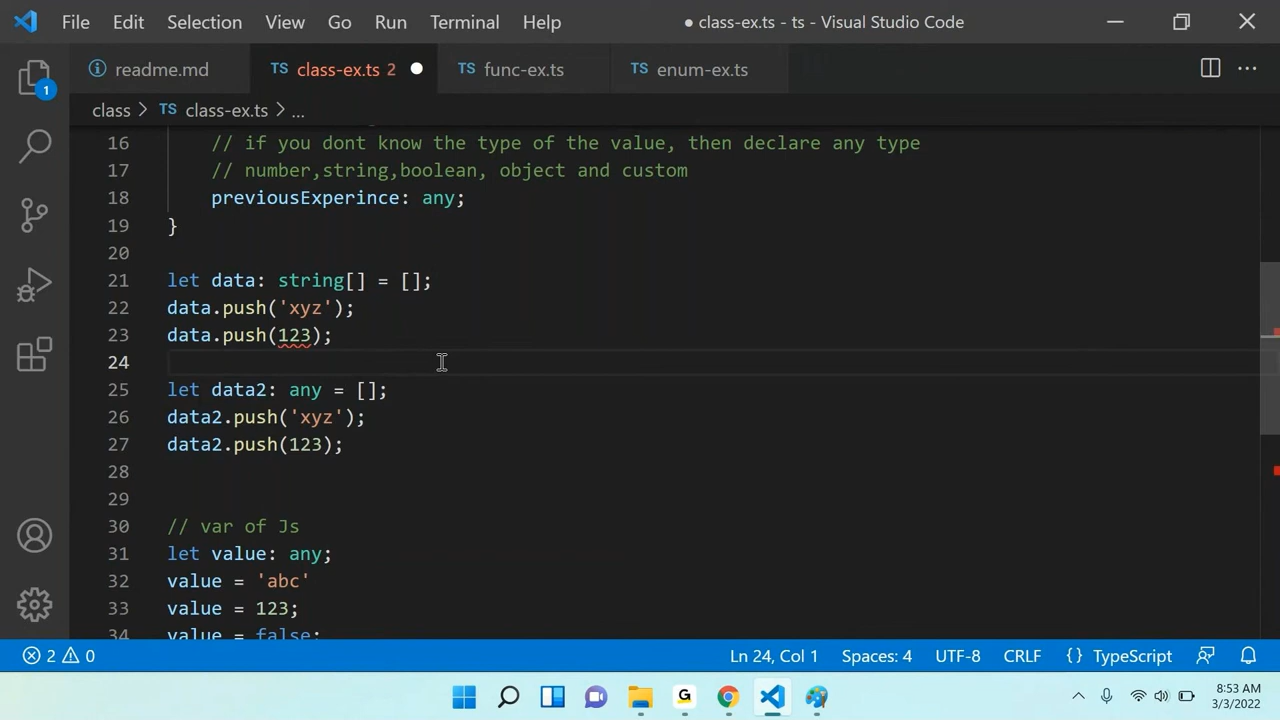 File Edit Selection View Go Run Terminal Help ● class-ex.ts - ts - Visual Studio Code
readme.md TS class-ex.ts 2 TS func-ex.ts TS enum-ex.ts
1
class > TS class-ex.ts > ...
16 // if you dont know the type of the value, then declare any type
17 // number,string,boolean, object and custom
18 previousExperince: any;
19 }
20
21 let data: string[] = [];
22 data.push('xyz');
23 data.push(123);
24
25 let data2: any = [];
26 data2.push('xyz');
27 data2.push(123);
28
29
30 // var of Js
31 let value: any;
32 value = 'abc'
33 value = 123;
34 value = false;
2 0 Ln 24, Col 1 Spaces: 4 UTF-8 CRLF {} TypeScript
G 8:53 AM
3/3/2022